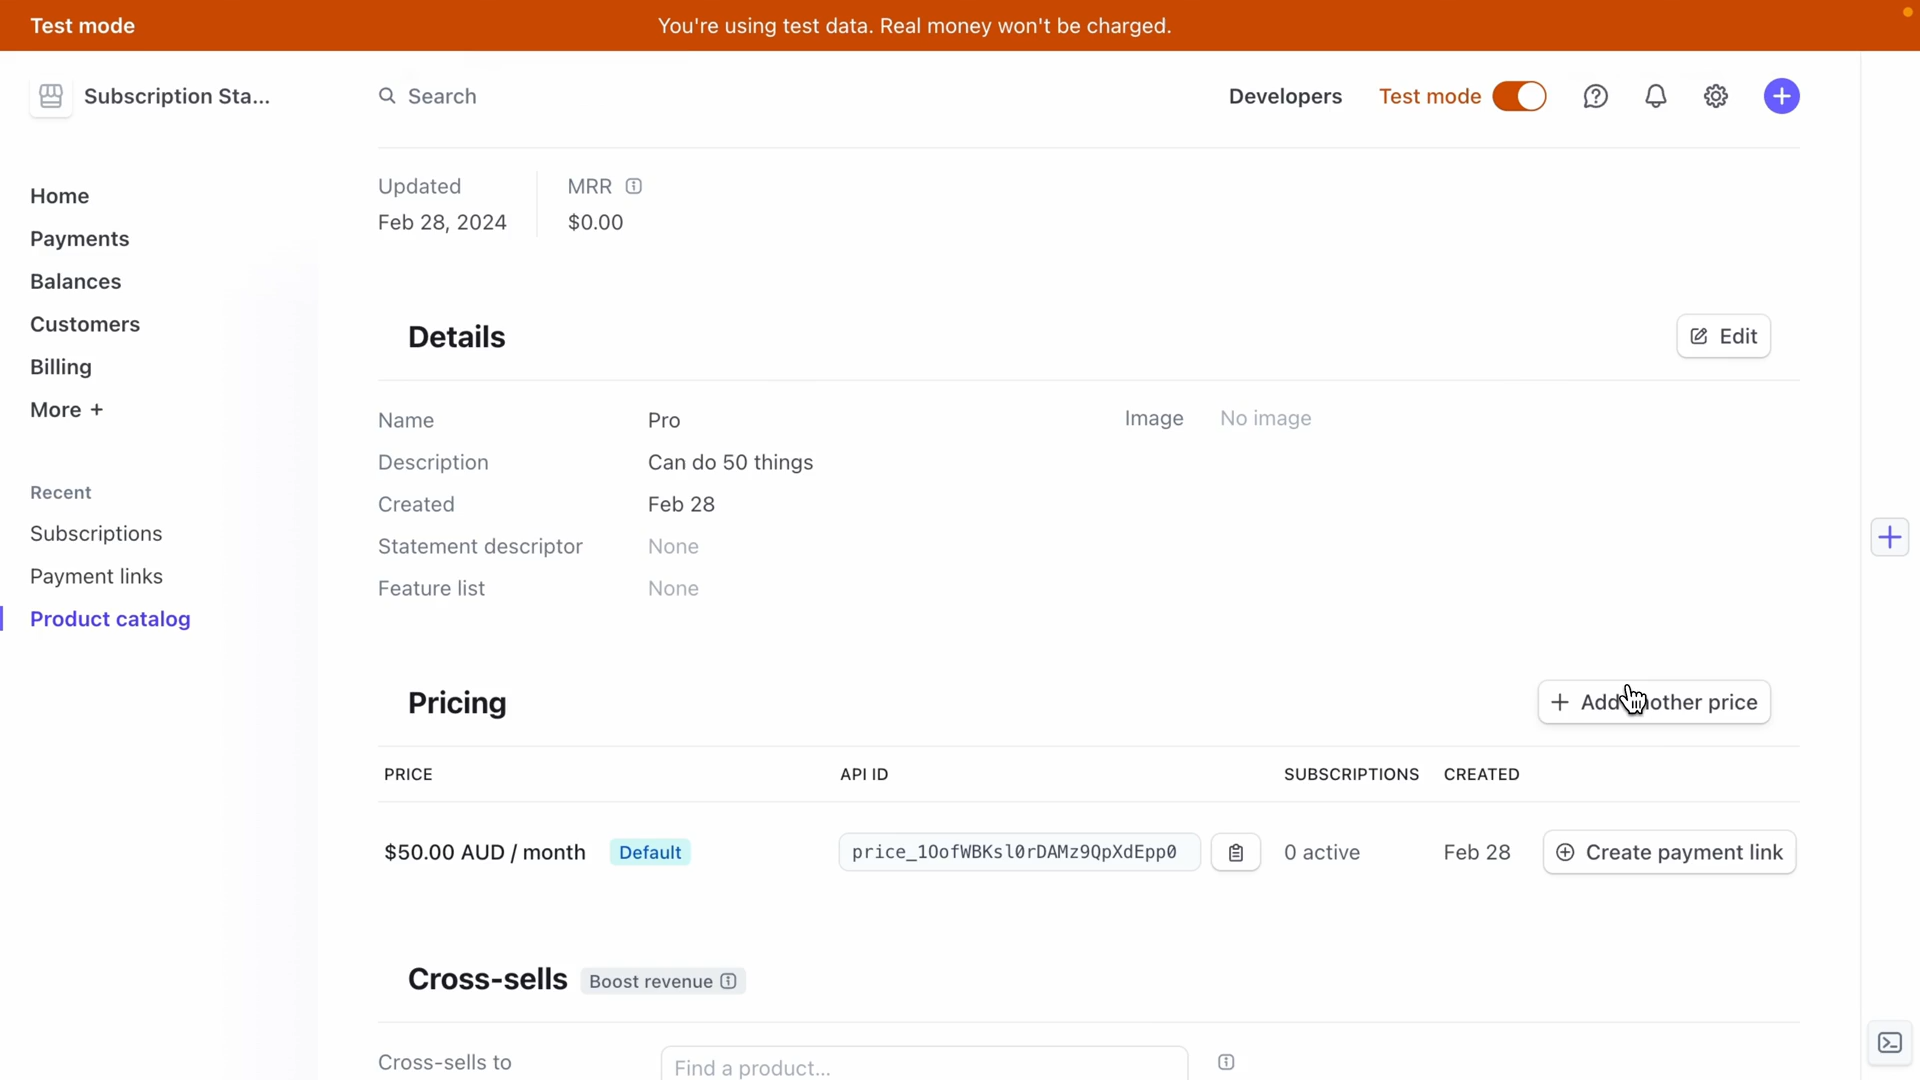 Test mode
You're using test data. Real money won't be charged.
Subscription Sta...
Search
Developers
Test mode
Home
Payments
Balances
Customers
Billing
More +
Recent
Subscriptions
Payment links
Product catalog
Updated
Feb 28, 2024
MRR
$0.00
Details
Edit
Name
Pro
Description
Can do 50 things
Created
Feb 28
Statement descriptor
None
Feature list
None
Image
No image
Pricing
+ Add another price
PRICE
API ID
SUBSCRIPTIONS
CREATED
$50.00 AUD / month
Default
price_1OofWBKsl0rDAMz9QpXdEpp0
0 active
Feb 28
Create payment link
Cross-sells
Boost revenue
Cross-sells to
Find a product...